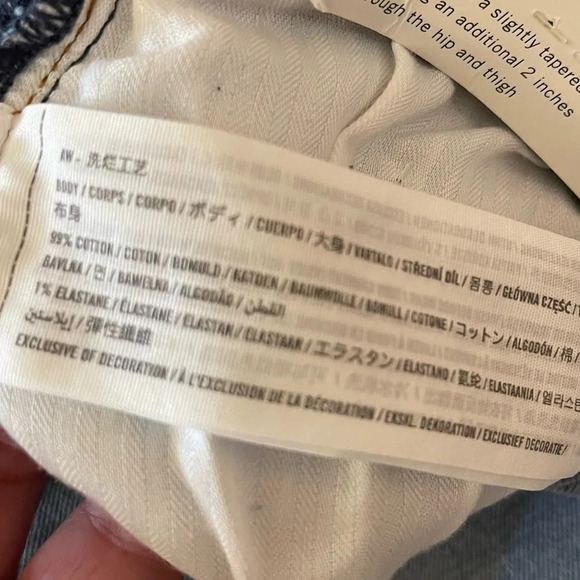 a slightly tapered
an additional 2 inches
through the hip and thigh
AW - 洗烂工艺
BODY / CORPS / CORPO / ボディ / CUERPO / 大身 / VARTALO / STŘEDNÍ DÍL / 몸통 / GŁÓWNA CZĘŚĆ /
布身
99% COTTON / COTON / BOMULD / KATOEN / BAUMWOLLE / BOMULL / COTONE / コットン / ALGODÓN / 棉 /
BAVLNA / 면 / BAWEŁNA / ALGODÃO / القطن /
1% ELASTANE / ÉLASTANE / ELASTAN / ELASTAAN / エラスタン / ELASTANO / 氨纶 / ELASTAANIA / 엘라스탄
إيلاستين / 彈性纖維
EXCLUSIVE OF DECORATION / À L'EXCLUSION DE LA DÉCORATION / EKSKL. DEKORATION / EXCLUSIEF DECORATIE /